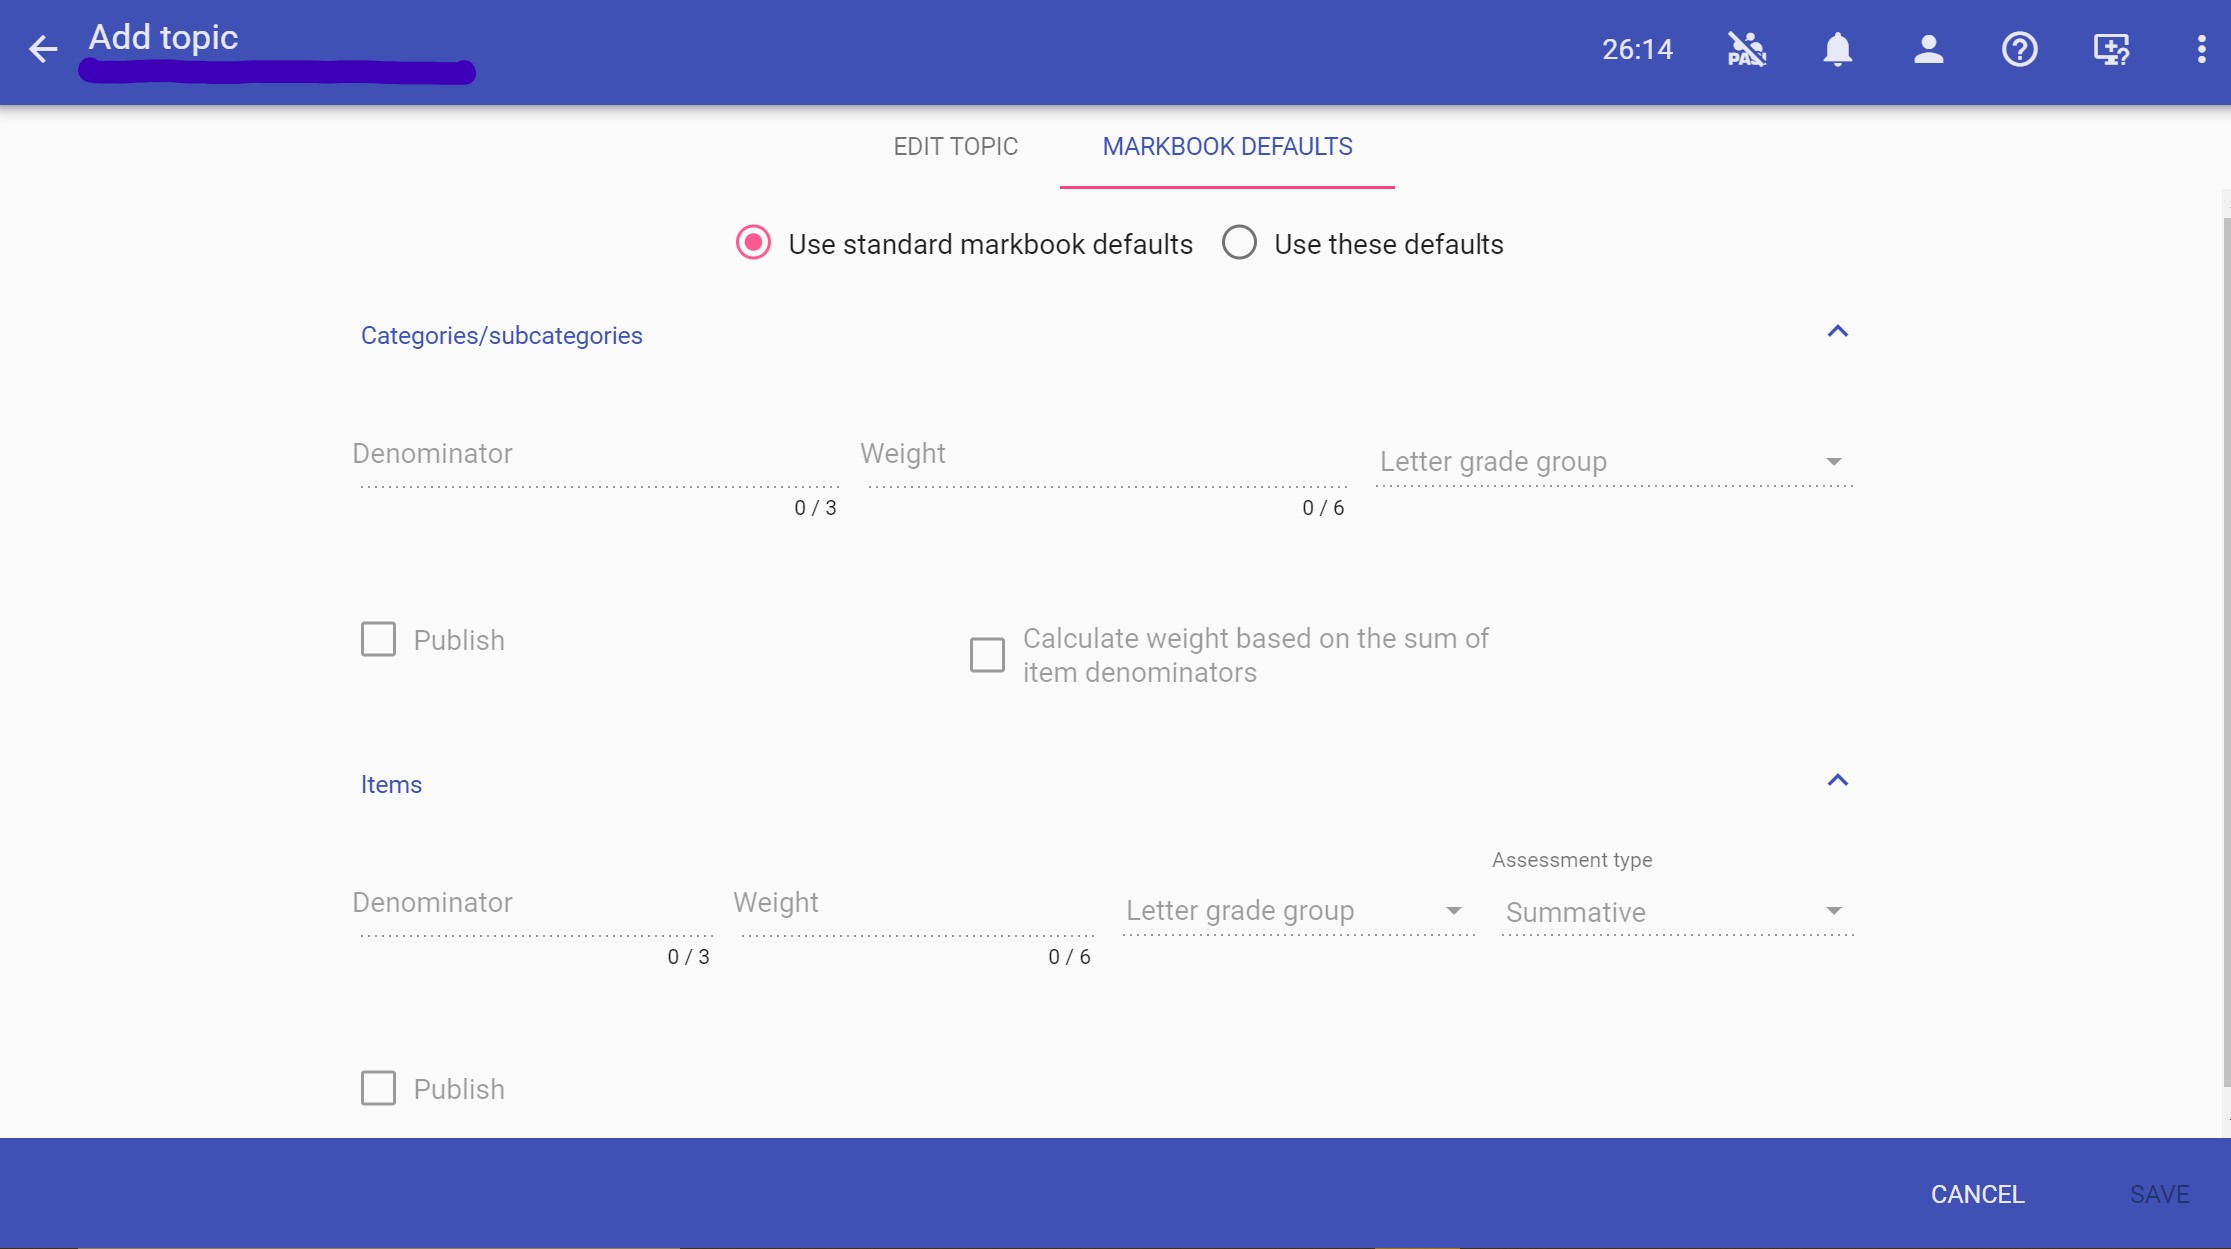 Add topic
26:14
PAS!
EDIT TOPIC
MARKBOOK DEFAULTS
Use standard markbook defaults
Use these defaults
Categories/subcategories
Denominator
Weight
Letter grade group
0 / 3
0 / 6
Publish
Calculate weight based on the sum of
item denominators
Items
Assessment type
Denominator
Weight
Letter grade group
Summative
0 / 3
0 / 6
Publish
CANCEL
SAVE